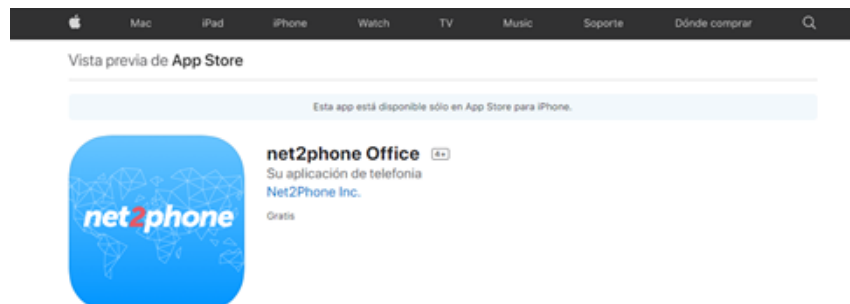 Mac iPad iPhone Watch TV Music Soporte Dónde comprar
Vista previa de App Store
Esta app está disponible sólo en App Store para iPhone.
net2phone Office 4+
Su aplicación de telefonia
Net2Phone Inc.
Gratis
net2phone